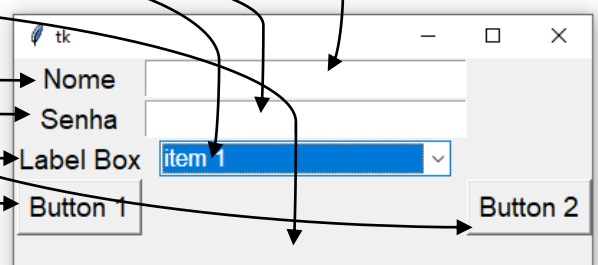 tk
Nome
Senha
Label Box item 1
Button 1 Button 2